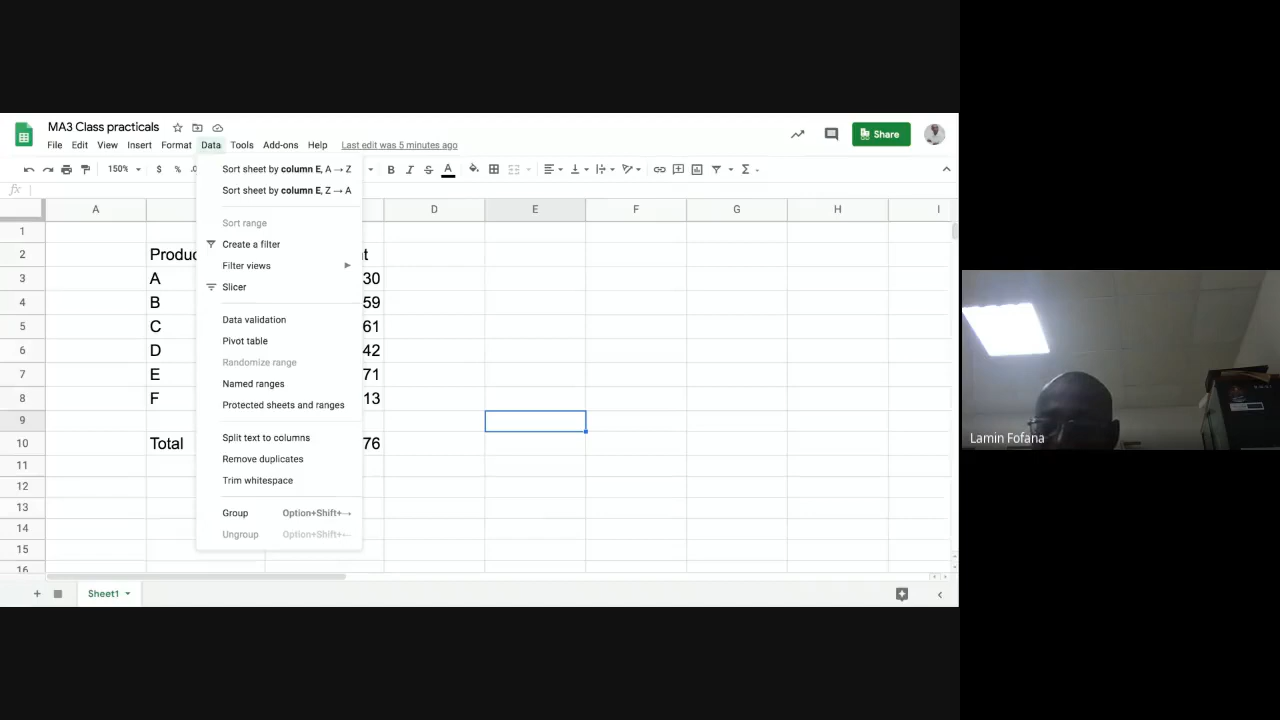 MA3 Class practicals
File Edit View Insert Format Data Tools Add-ons Help Last edit was 5 minutes ago
Share
150% $ % .0 B I S A Σ
fx
A D E F G H I
1
2 Produc t
3 A 30
4 B 59
5 C 61
6 D 42
7 E 71
8 F 13
9
10 Total 76
11
12
13
14
15
16
Sort sheet by column E, A → Z
Sort sheet by column E, Z → A
Sort range
Create a filter
Filter views
Slicer
Data validation
Pivot table
Randomize range
Named ranges
Protected sheets and ranges
Split text to columns
Remove duplicates
Trim whitespace
Group Option+Shift+→
Ungroup Option+Shift+←
Sheet1
Lamin Fofana